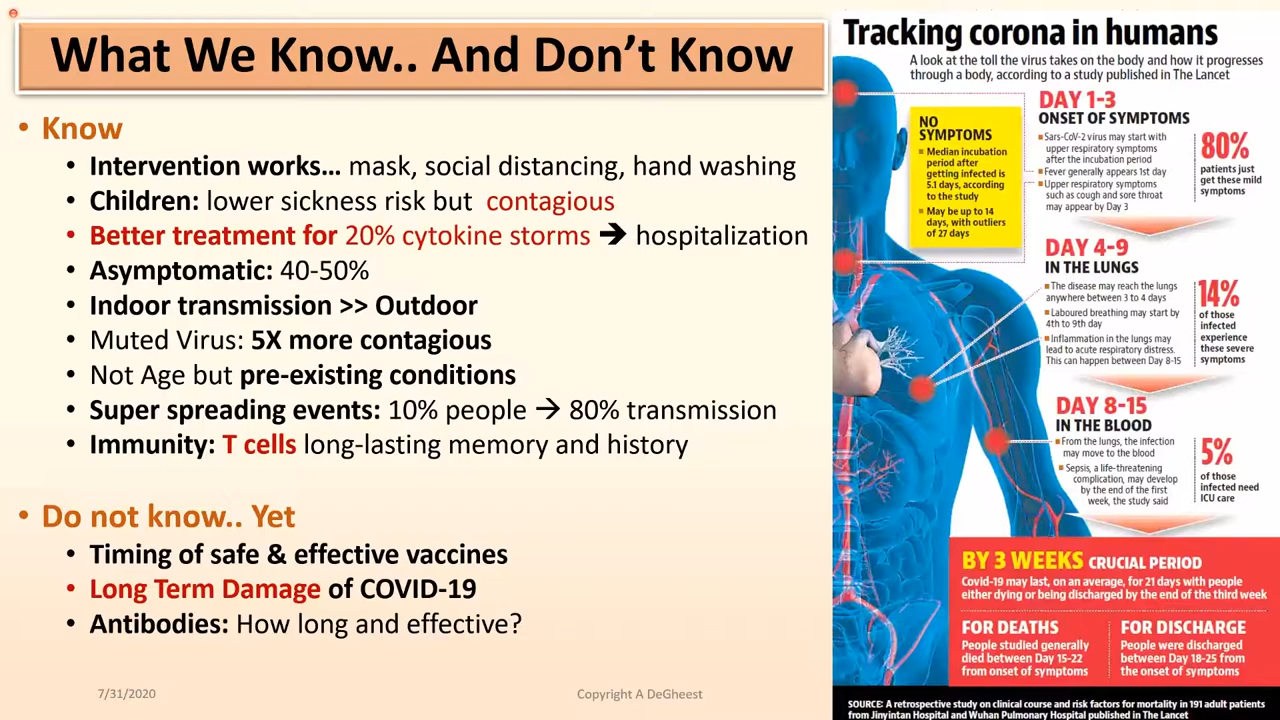 What We Know.. And Don't Know
• Know
• Intervention works... mask, social distancing, hand washing
• Children: lower sickness risk but contagious
• Better treatment for 20% cytokine storms ➔ hospitalization
• Asymptomatic: 40-50%
• Indoor transmission >> Outdoor
• Muted Virus: 5X more contagious
• Not Age but pre-existing conditions
• Super spreading events: 10% people → 80% transmission
• Immunity: T cells long-lasting memory and history
• Do not know.. Yet
• Timing of safe & effective vaccines
• Long Term Damage of COVID-19
• Antibodies: How long and effective?
7/31/2020
Copyright A DeGheest
Tracking corona in humans
A look at the toll the virus takes on the body and how it progresses
through a body, according to a study published in The Lancet
NO
SYMPTOMS
▪ Median incubation
period after
getting infected is
5.1 days, according
to the study
▪ May be up to 14
days, with outliers
of 27 days
DAY 1-3
ONSET OF SYMPTOMS
▪ Sars-CoV-2 virus may start with
upper respiratory symptoms
after the incubation period
▪ Fever generally appears 1st day
▪ Upper respiratory symptoms
such as cough and sore throat
may appear by Day 3
80%
patients just
get these mild
symptoms
DAY 4-9
IN THE LUNGS
▪ The disease may reach the lungs
anywhere between 3 to 4 days
▪ Laboured breathing may start by
4th to 9th day
▪ Inflammation in the lungs may
lead to acute respiratory distress.
This can happen between Day 8-15
14%
of those
infected
experience
these severe
symptoms
DAY 8-15
IN THE BLOOD
▪ From the lungs, the infection
may move to the blood
▪ Sepsis, a life-threatening
complication, may develop
by the end of the first
week, the study said
5%
of those
infected need
ICU care
BY 3 WEEKS CRUCIAL PERIOD
Covid-19 may last, on an average, for 21 days with people
either dying or being discharged by the end of the third week
FOR DEATHS
People studied generally
died between Day 15-22
from onset of symptoms
FOR DISCHARGE
People were discharged
between Day 18-25 from
the onset of symptoms
SOURCE: A retrospective study on clinical course and risk factors for mortality in 191 adult patients
from Jinyintan Hospital and Wuhan Pulmonary Hospital published in The Lancet